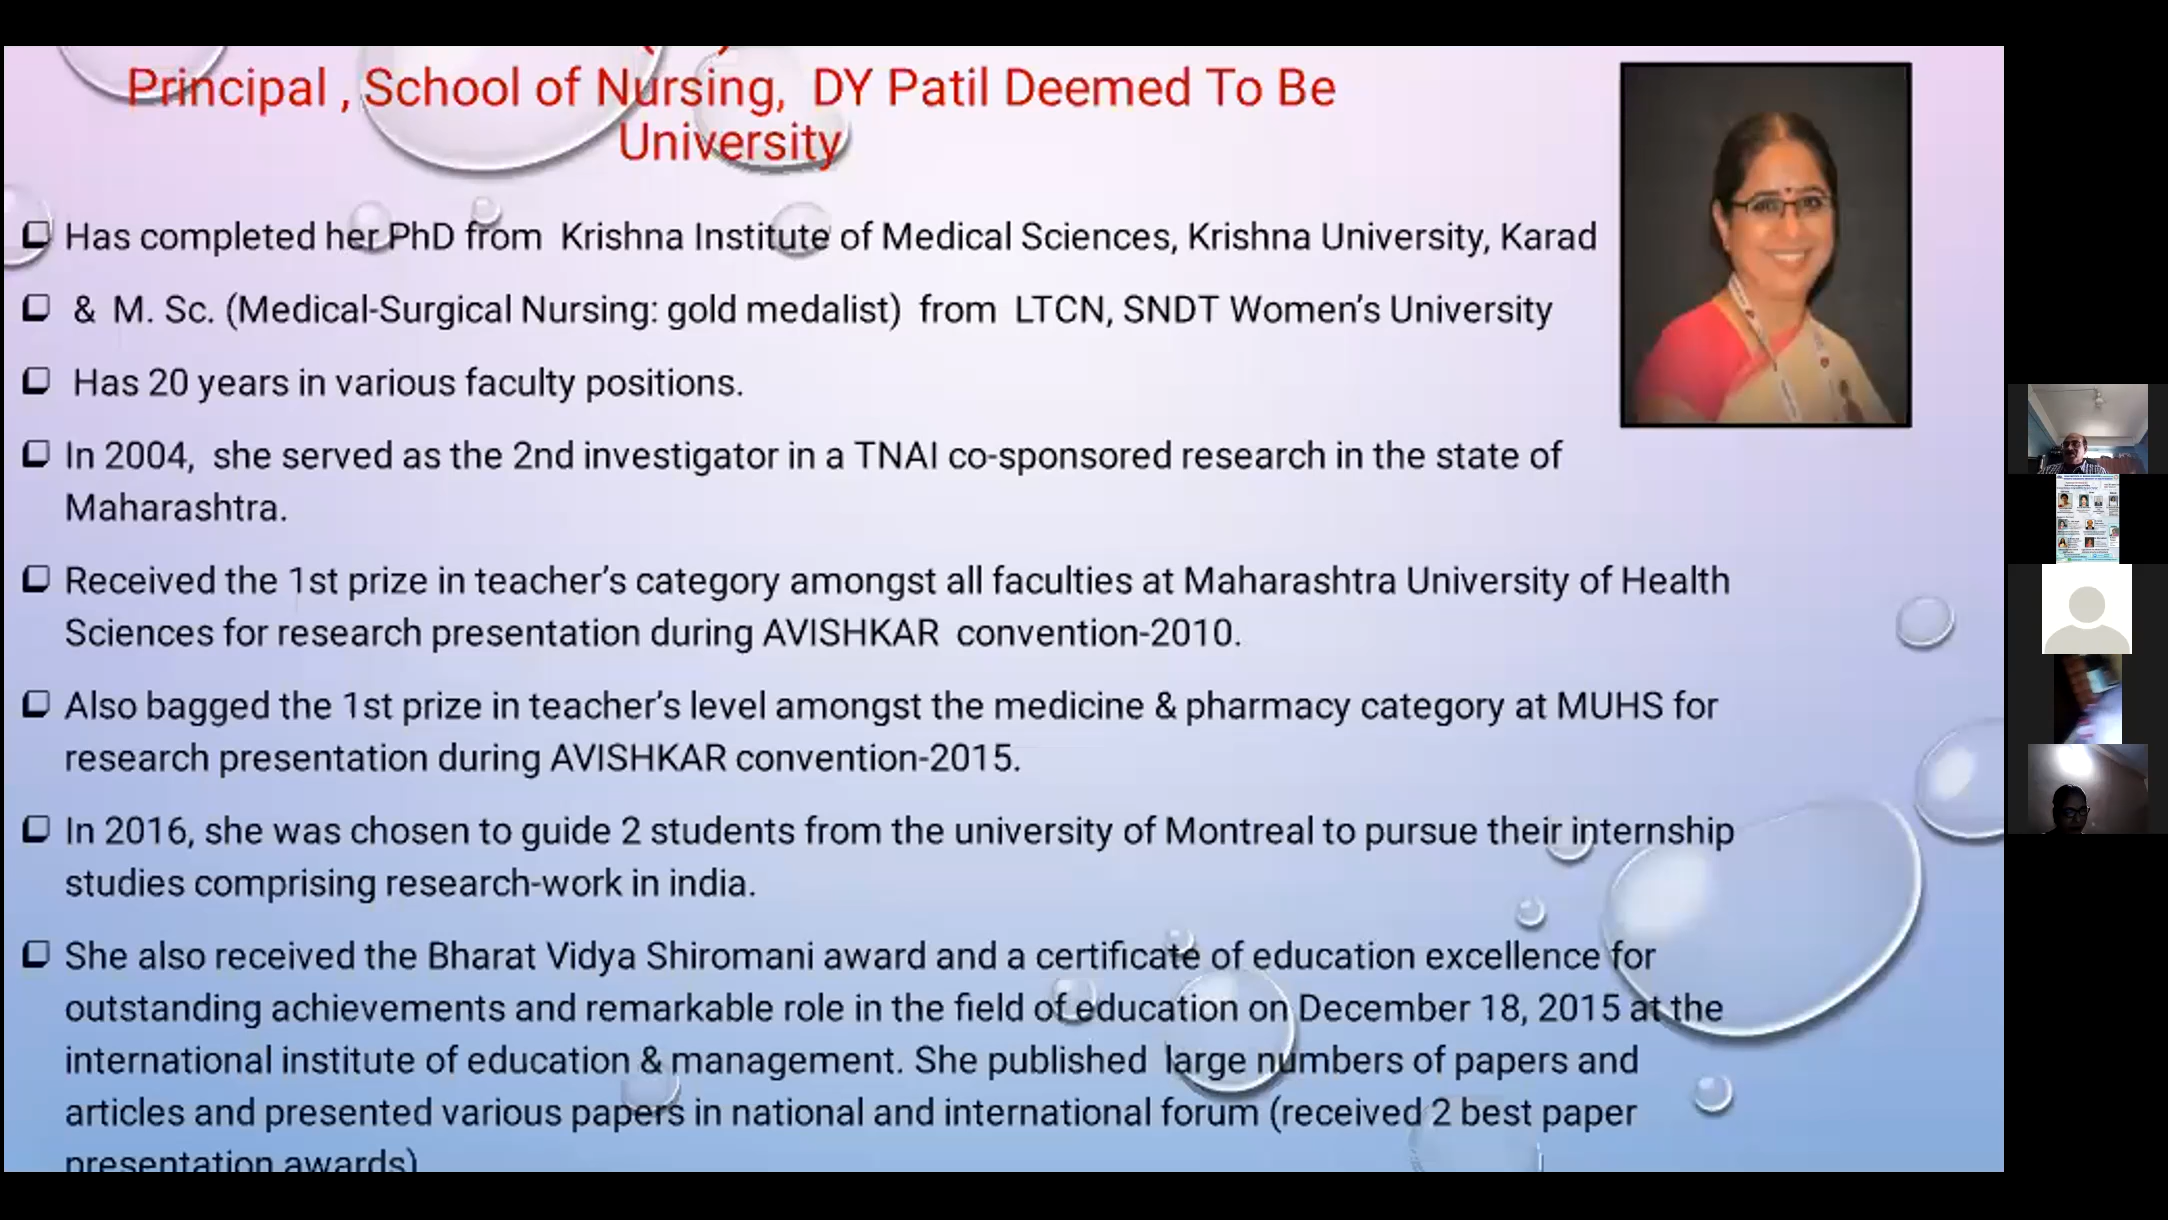 Principal , School of Nursing, DY Patil Deemed To Be
University
Has completed her PhD from Krishna Institute of Medical Sciences, Krishna University, Karad
& M. Sc. (Medical-Surgical Nursing: gold medalist) from LTCN, SNDT Women’s University
Has 20 years in various faculty positions.
In 2004, she served as the 2nd investigator in a TNAI co-sponsored research in the state of
Maharashtra.
Received the 1st prize in teacher’s category amongst all faculties at Maharashtra University of Health
Sciences for research presentation during AVISHKAR convention-2010.
Also bagged the 1st prize in teacher’s level amongst the medicine & pharmacy category at MUHS for
research presentation during AVISHKAR convention-2015.
In 2016, she was chosen to guide 2 students from the university of Montreal to pursue their internship
studies comprising research-work in india.
She also received the Bharat Vidya Shiromani award and a certificate of education excellence for
outstanding achievements and remarkable role in the field of education on December 18, 2015 at the
international institute of education & management. She published large numbers of papers and
articles and presented various papers in national and international forum (received 2 best paper
presentation awards)